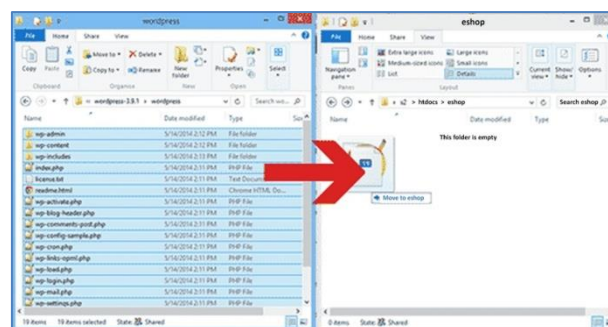 wordpress
File Home Share View
Copy Paste Move to Copy to Delete Rename New folder Properties Select
Clipboard Organize New Open
wordpress-3.9.1 wordpress Search wo...
Name Date modified Type
wp-admin 5/14/2014 2:12 PM File folder
wp-content 5/14/2014 2:12 PM File folder
wp-includes 5/14/2014 2:13 PM File folder
index.php 5/14/2014 2:11 PM PHP File
license.txt 5/14/2014 2:11 PM Text Docum
readme.html 5/14/2014 2:11 PM Chrome HTML Do...
wp-activate.php 5/14/2014 2:11 PM PHP File
wp-blog-header.php 5/14/2014 2:11 PM PHP File
wp-comments-post.php 5/14/2014 2:11 PM PHP File
wp-config-sample.php 5/14/2014 2:11 PM PHP File
wp-cron.php 5/14/2014 2:11 PM PHP File
wp-links-opml.php 5/14/2014 2:11 PM PHP File
wp-load.php 5/14/2014 2:11 PM PHP File
wp-login.php 5/14/2014 2:11 PM PHP File
wp-mail.php 5/14/2014 2:11 PM PHP File
wp-settings.php 5/14/2014 2:11 PM PHP File
19 items 19 items selected State: Shared
eshop
File Home Share View
Navigation pane
Extra large icons Large icons
Medium-sized icons Small icons
List Details
Current view Show/hide Options
Panes Layout
htdocs eshop Search eshop
Name Date modified Type
This folder is empty
19
Move to eshop
0 items State: Shared